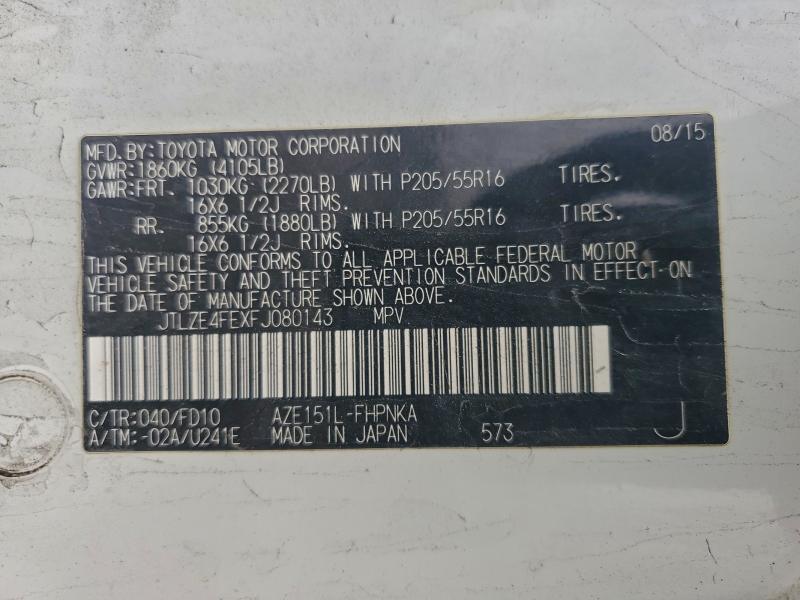 MFD.BY:TOYOTA MOTOR CORPORATION 08/15
GVWR:1860KG (4105LB)
GAWR:FRT. 1030KG (2270LB) WITH P205/55R16 TIRES.
16X6 1/2J RIMS.
RR. 855KG (1880LB) WITH P205/55R16 TIRES.
16X6 1/2J RIMS.
THIS VEHICLE CONFORMS TO ALL APPLICABLE FEDERAL MOTOR
VEHICLE SAFETY AND THEFT PREVENTION STANDARDS IN EFFECT ON
THE DATE OF MANUFACTURE SHOWN ABOVE.
JTLZE4FEXFJ080143 MPV
C/TR:040/FD10 AZE151L-FHPNKA
A/TM:-02A/U241E MADE IN JAPAN 573 J